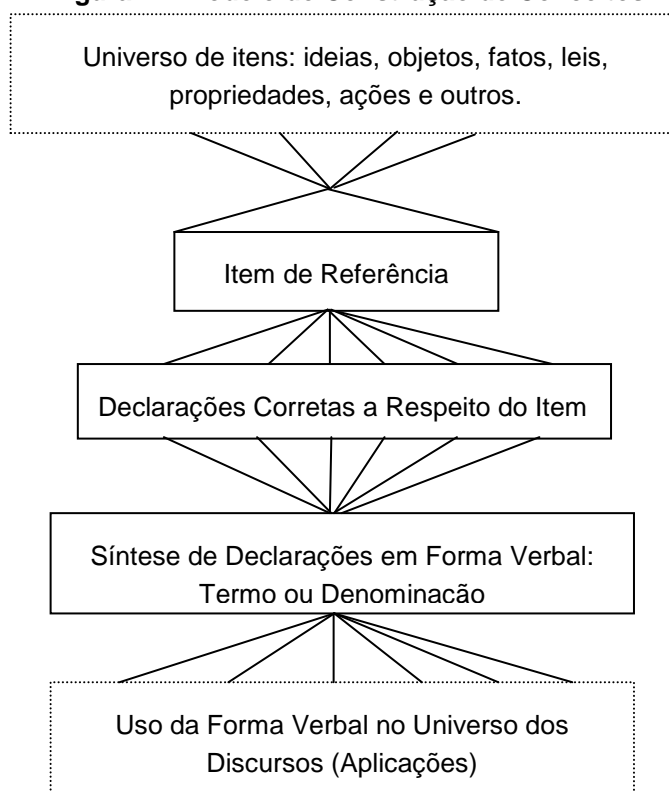 Universo de itens: ideias, objetos, fatos, leis,
propriedades, ações e outros.
Item de Referência
Declarações Corretas a Respeito do Item
Síntese de Declarações em Forma Verbal:
Termo ou Denominação
Uso da Forma Verbal no Universo dos
Discursos (Aplicações)